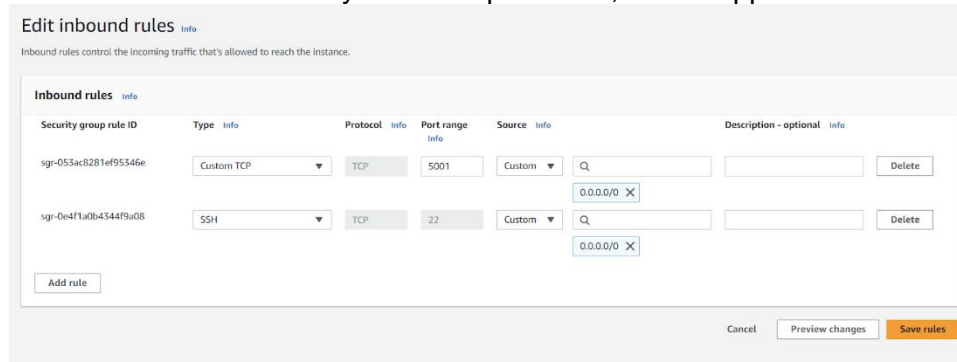 Edit inbound rules Info
Inbound rules control the incoming traffic that's allowed to reach the instance.
Inbound rules Info
Security group rule ID Type Info Protocol Info Port range Info Source Info Description - optional Info
sgr-053ac8281ef95346e Custom TCP TCP 5001 Custom Delete
0.0.0.0/0
sgr-0e4f1a0b4344f9a08 SSH TCP 22 Custom Delete
0.0.0.0/0
Add rule
Cancel Preview changes Save rules